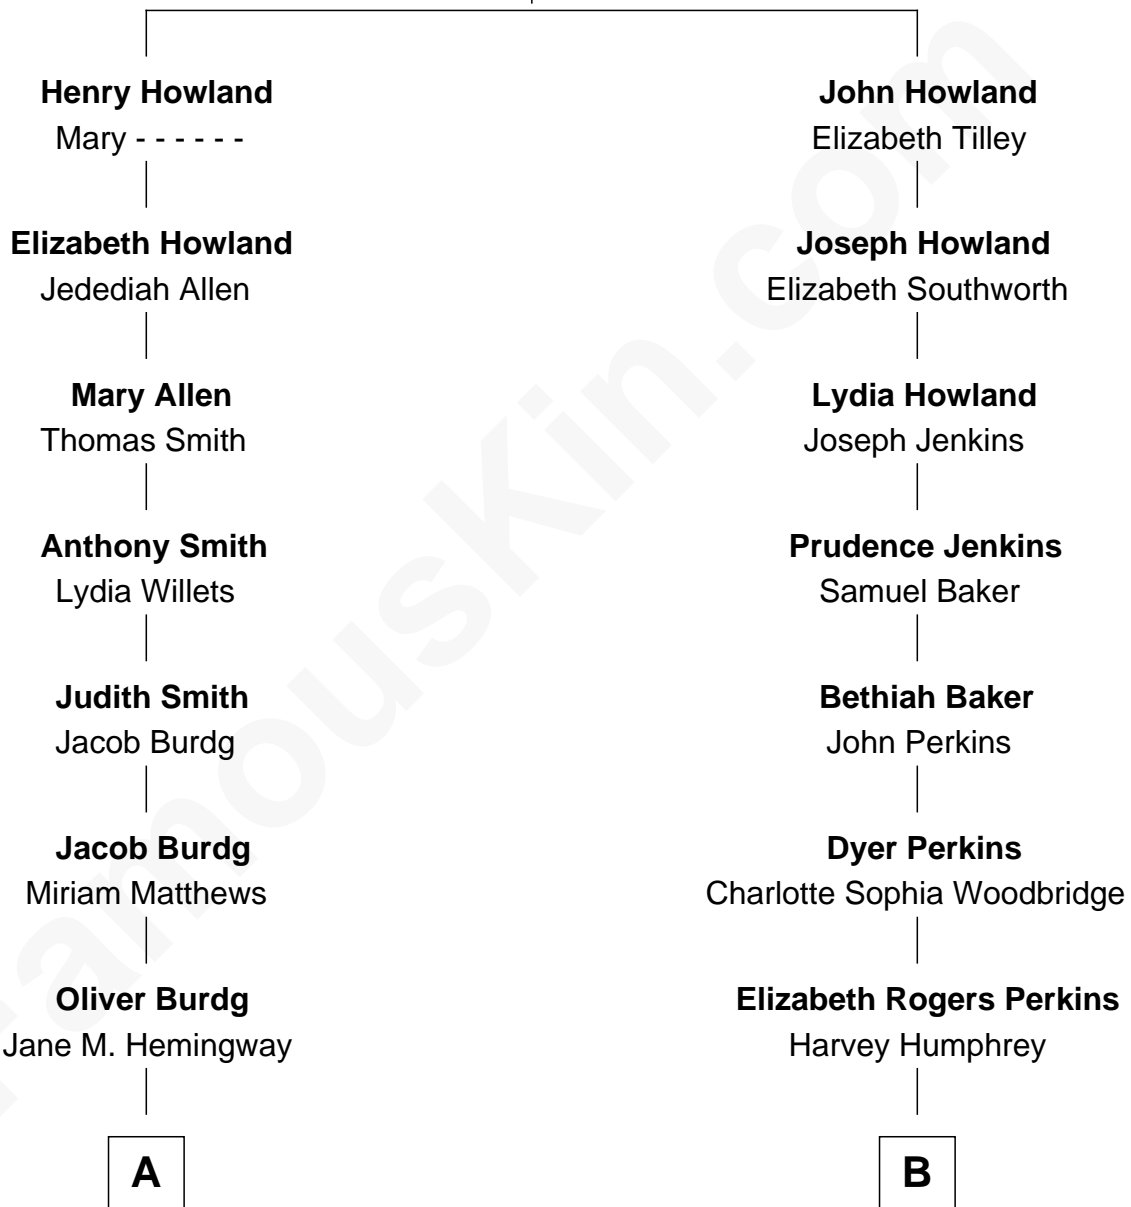 Henry Howland
Mary - - - - - -
Elizabeth Howland
Jedediah Allen
Mary Allen
Thomas Smith
Anthony Smith
Lydia Willets
Judith Smith
Jacob Burdg
Jacob Burdg
Miriam Matthews
Oliver Burdg
Jane M. Hemingway
A
John Howland
Elizabeth Tilley
Joseph Howland
Elizabeth Southworth
Lydia Howland
Joseph Jenkins
Prudence Jenkins
Samuel Baker
Bethiah Baker
John Perkins
Dyer Perkins
Charlotte Sophia Woodbridge
Elizabeth Rogers Perkins
Harvey Humphrey
B
FamousKin.com